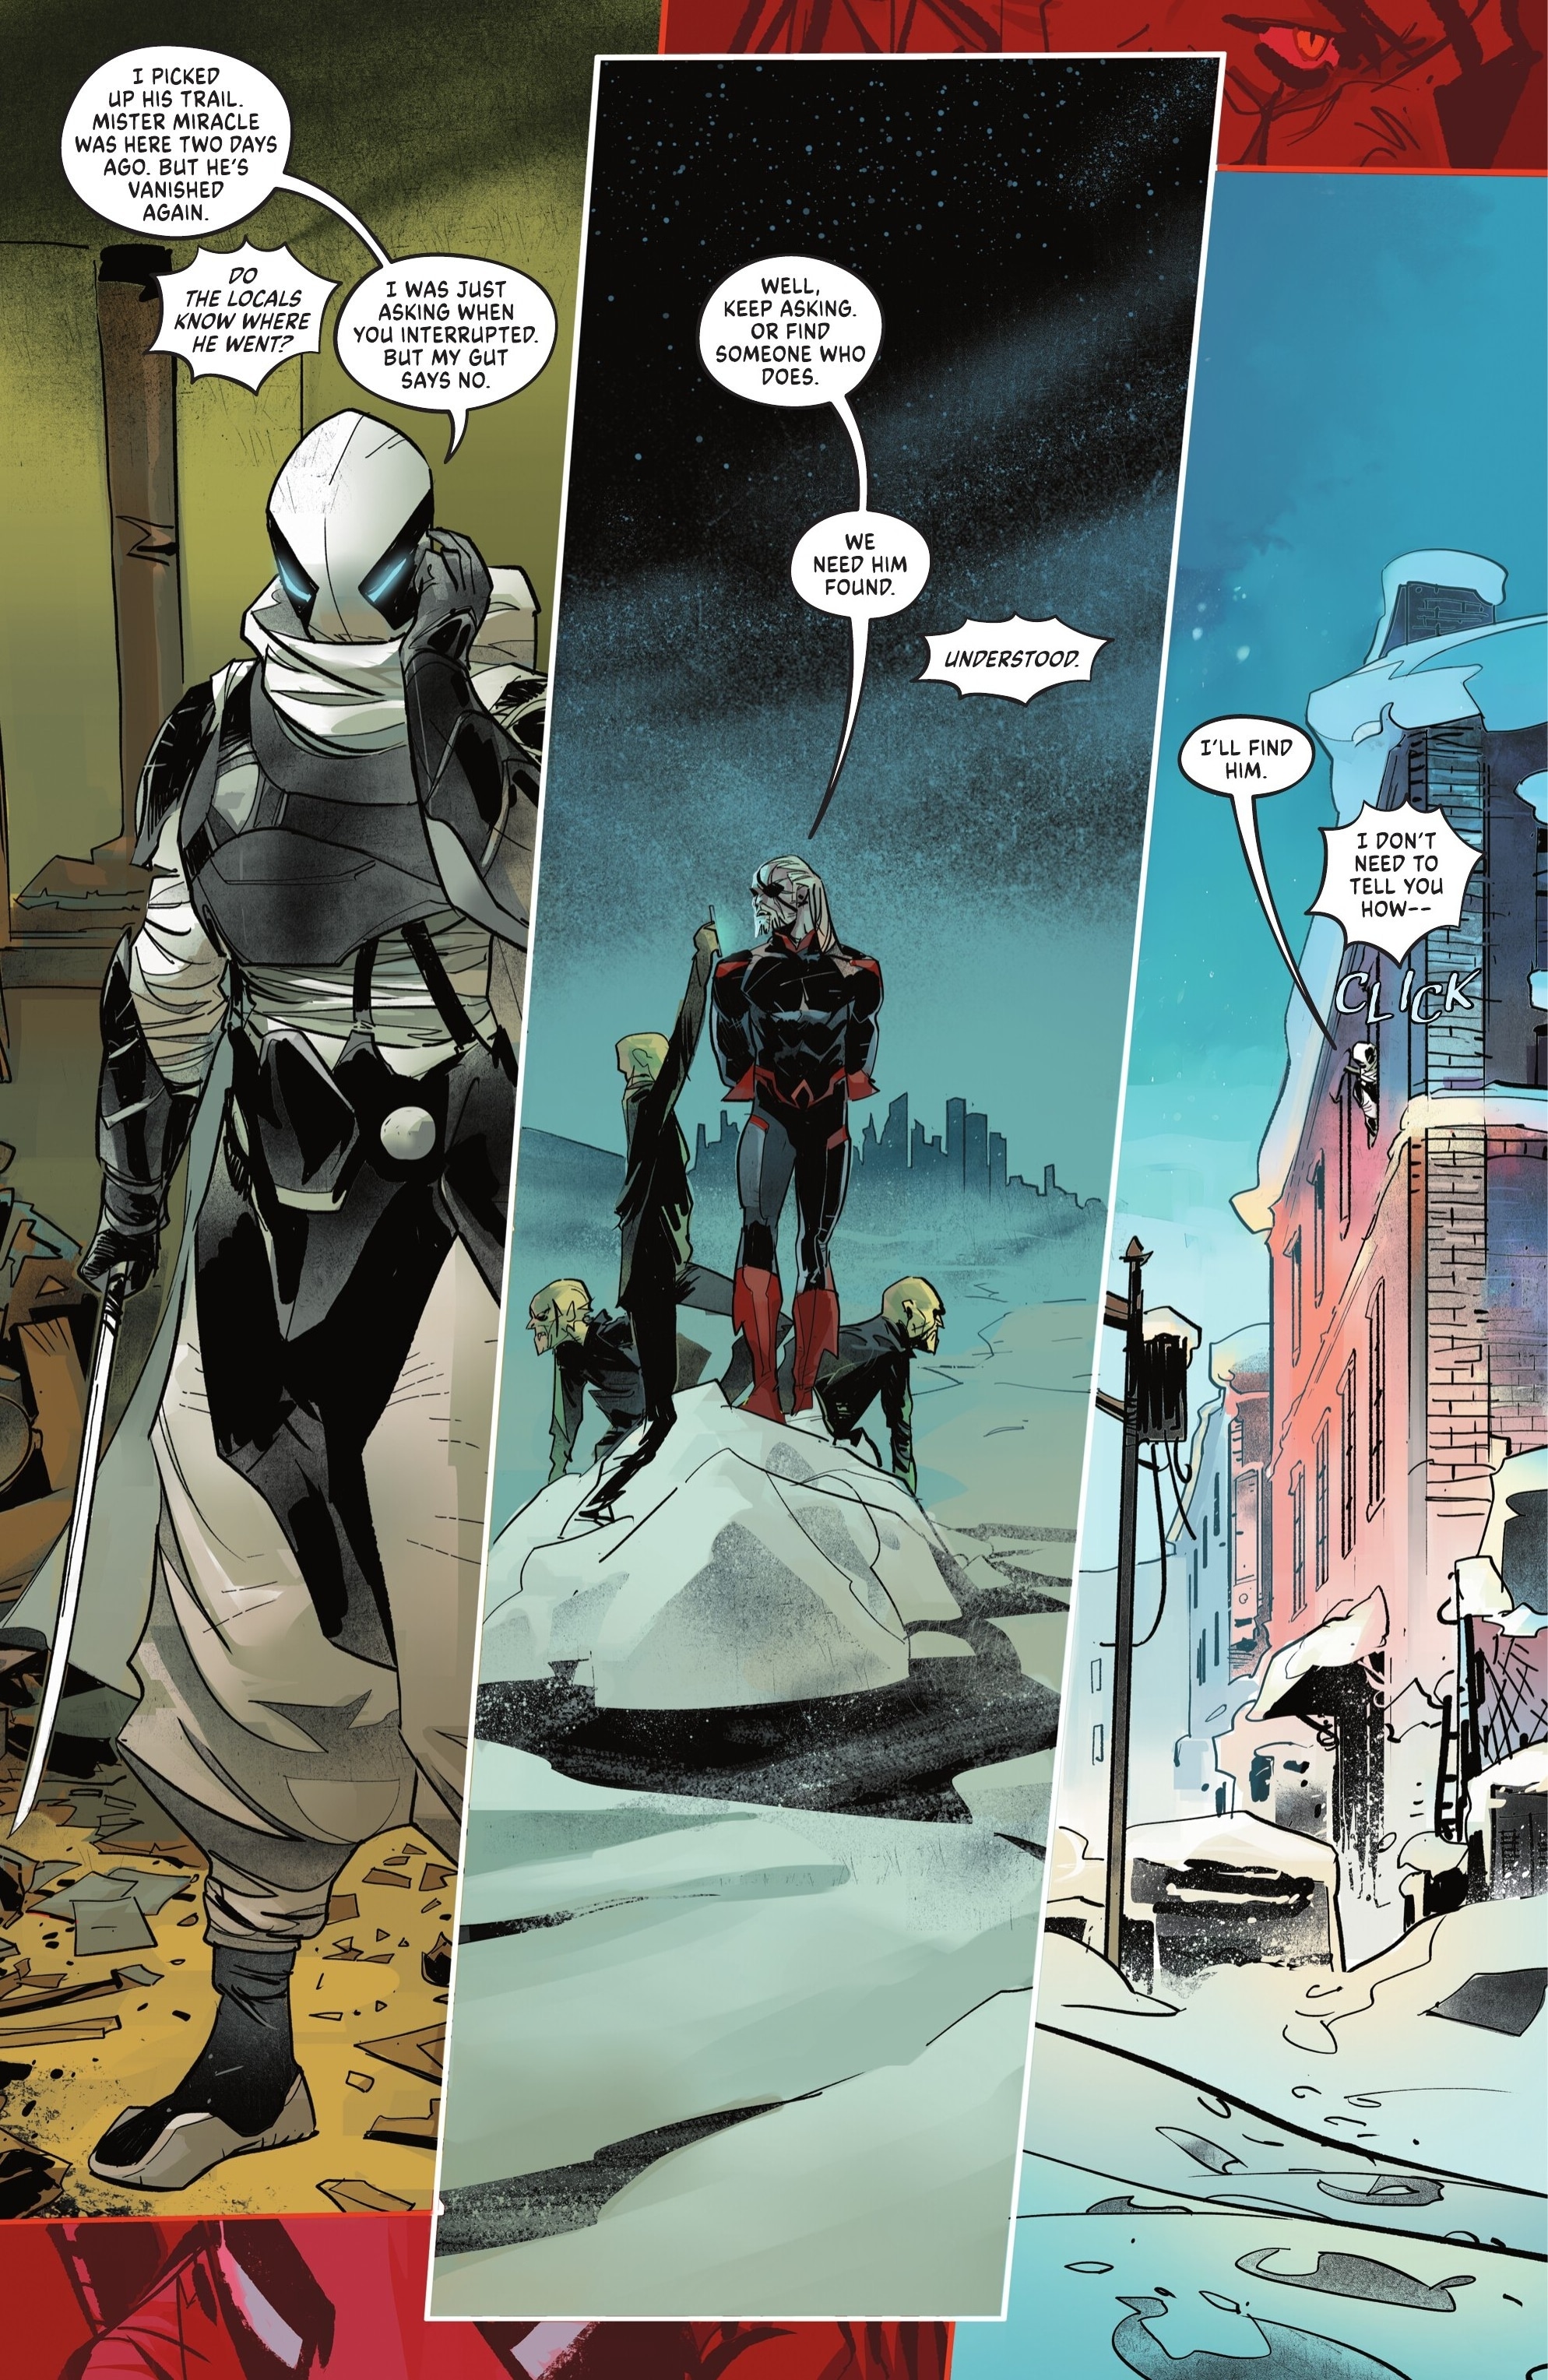 I PICKED
UP HIS TRAIL.
MISTER MIRACLE
WAS HERE TWO DAYS
AGO. BUT HE'S
VANISHED
AGAIN.
DO
THE LOCALS
KNOW WHERE
HE WENT?
I WAS JUST
ASKING WHEN
YOU INTERRUPTED.
BUT MY GUT
SAYS NO.
WELL,
KEEP ASKING.
OR FIND
SOMEONE WHO
DOES.
WE
NEED HIM
FOUND.
UNDERSTOOD.
I'LL FIND
HIM.
I DON'T
NEED TO
TELL YOU
HOW--
CLICK